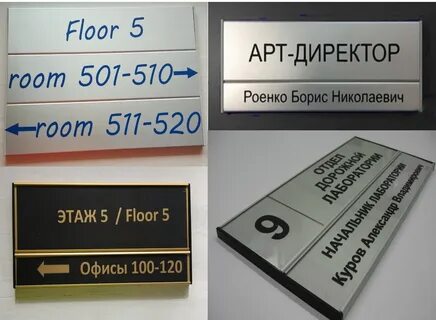 Floor 5
room 501-510→
←room 511-520
АРТ-ДИРЕКТОР
Роенко Борис Николаевич
ЭТАЖ 5 / Floor 5
← Офисы 100-120
9
ОТДЕЛ
ДОРОЖНОЙ
ЛАБОРАТОРИИ
НАЧАЛЬНИК ЛАБОРАТОРИИ
Куров Александр Владимирович